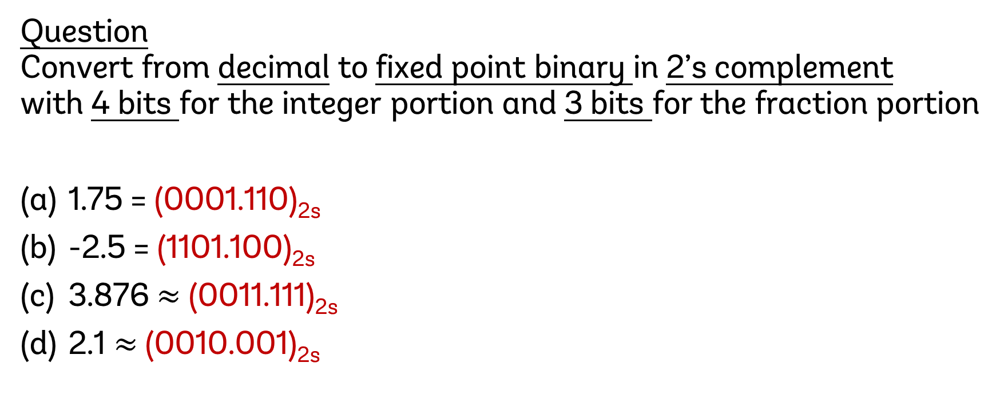 Question
Convert from decimal to fixed point binary in 2’s complement
with 4 bits for the integer portion and 3 bits for the fraction portion
(a) 1.75 = (0001.110)2s
(b) -2.5 = (1101.100)2s
(c) 3.876 ≈ (0011.111)2s
(d) 2.1 ≈ (0010.001)2s